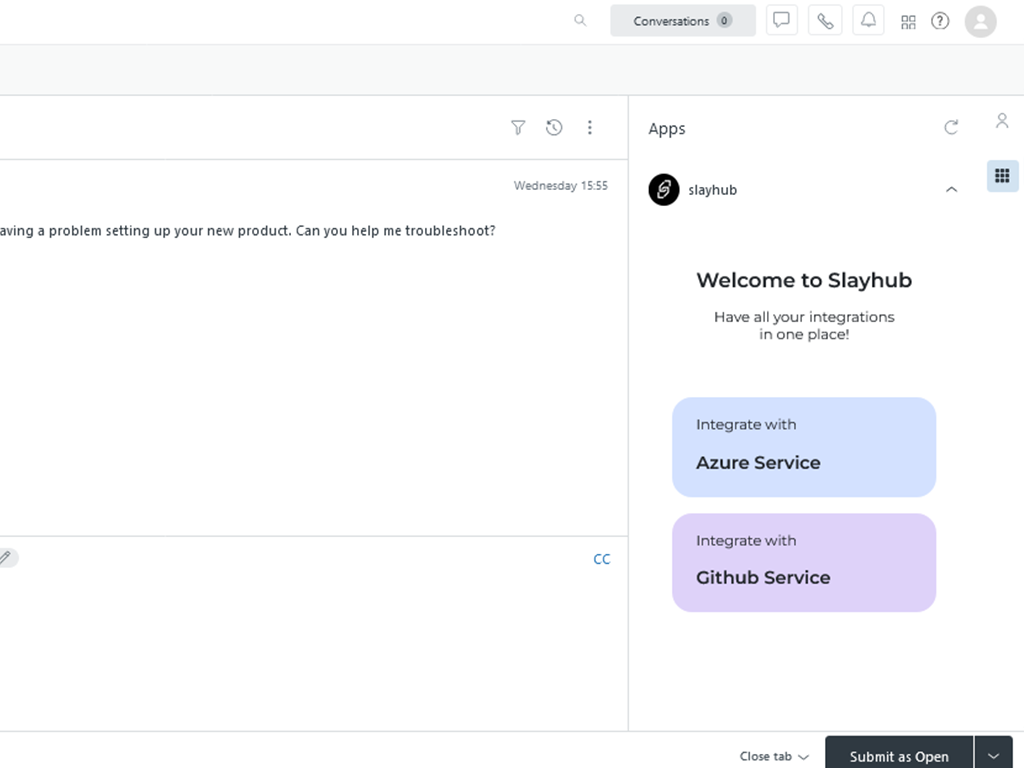 Conversations 0
Apps
Wednesday 15:55
slayhub
having a problem setting up your new product. Can you help me troubleshoot?
Welcome to Slayhub
Have all your integrations
in one place!
Integrate with
Azure Service
Integrate with
Github Service
CC
Close tab
Submit as Open